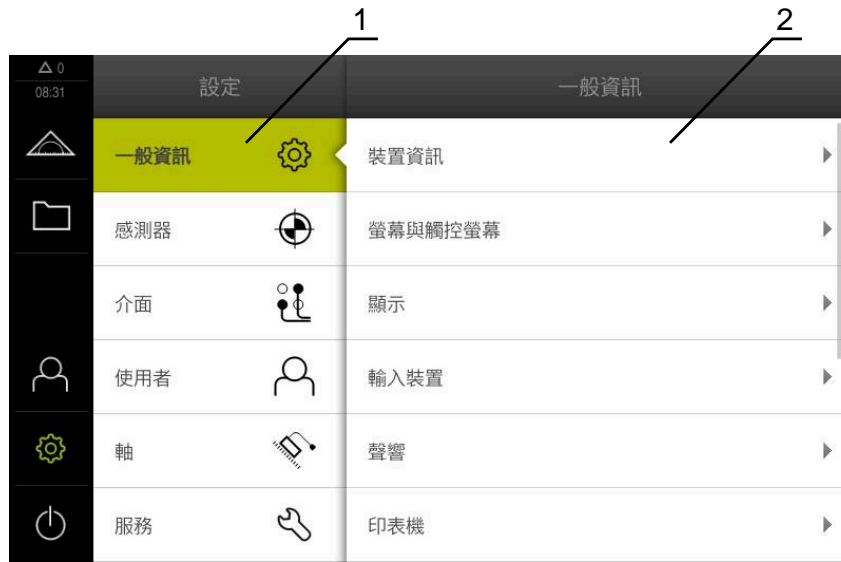 1
2
0
08:31
設定
一般資訊
一般資訊
裝置資訊
感測器
螢幕與觸控螢幕
介面
顯示
使用者
輸入裝置
軸
聲響
服務
印表機